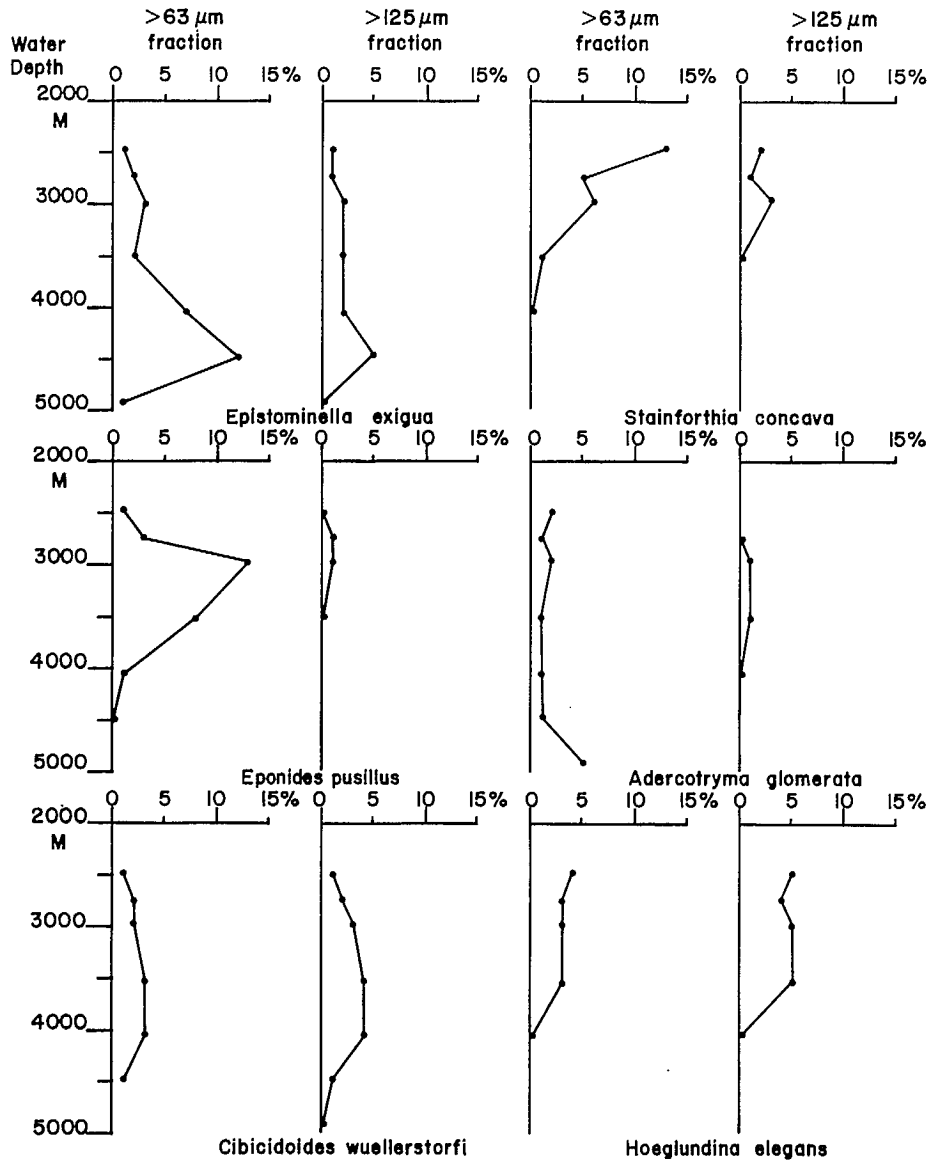 >63 µm fraction >125 µm fraction >63 µm fraction >125 µm fraction
Water Depth
0 5 10 15% 0 5 10 15% 0 5 10 15% 0 5 10 15%
2000
M
3000
4000
5000
Epistominella exigua Stainforthia concava
0 5 10 15% 0 5 10 15% 0 5 10 15% 0 5 10 15%
2000
M
3000
4000
5000
Eponides pusillus Adercotryma glomerata
0 5 10 15% 0 5 10 15% 0 5 10 15% 0 5 10 15%
2000
M
3000
4000
5000
Cibicidoides wuellerstorfi Hoeglundina elegans